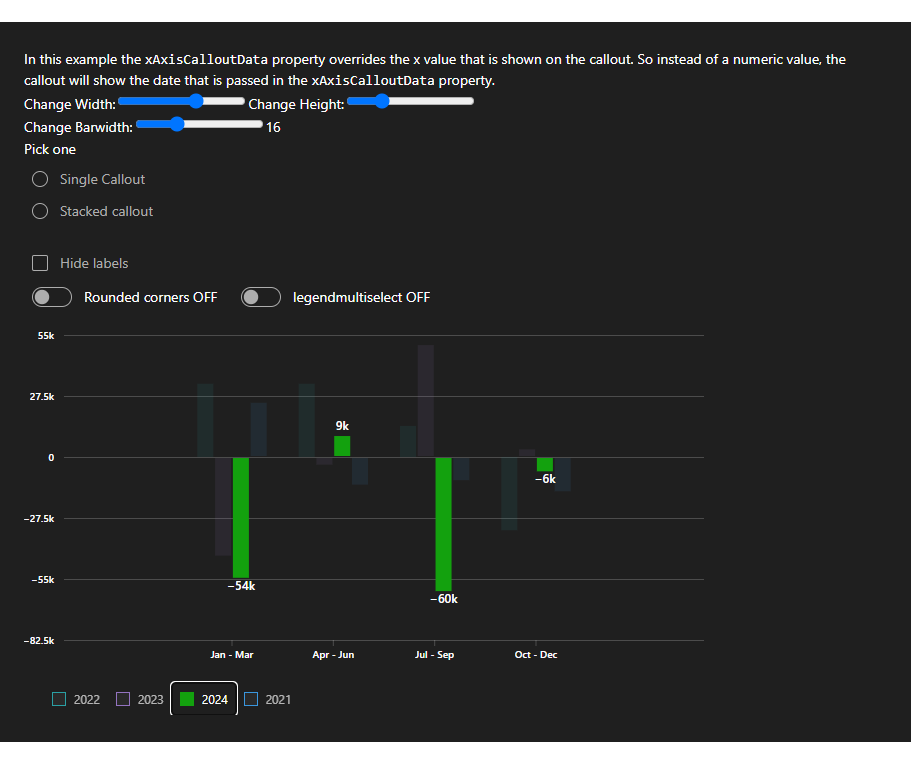 In this example the xAxisCalloutData property overrides the x value that is shown on the callout. So instead of a numeric value, the
callout will show the date that is passed in the xAxisCalloutData property.
Change Width: Change Height:
Change Barwidth: 16
Pick one
Single Callout
Stacked callout
Hide labels
Rounded corners OFF legendmultiselect OFF
55k
27.5k
9k
0
−6k
−27.5k
−55k
−54k
−60k
−82.5k
Jan - Mar Apr - Jun Jul - Sep Oct - Dec
2022 2023 2024 2021